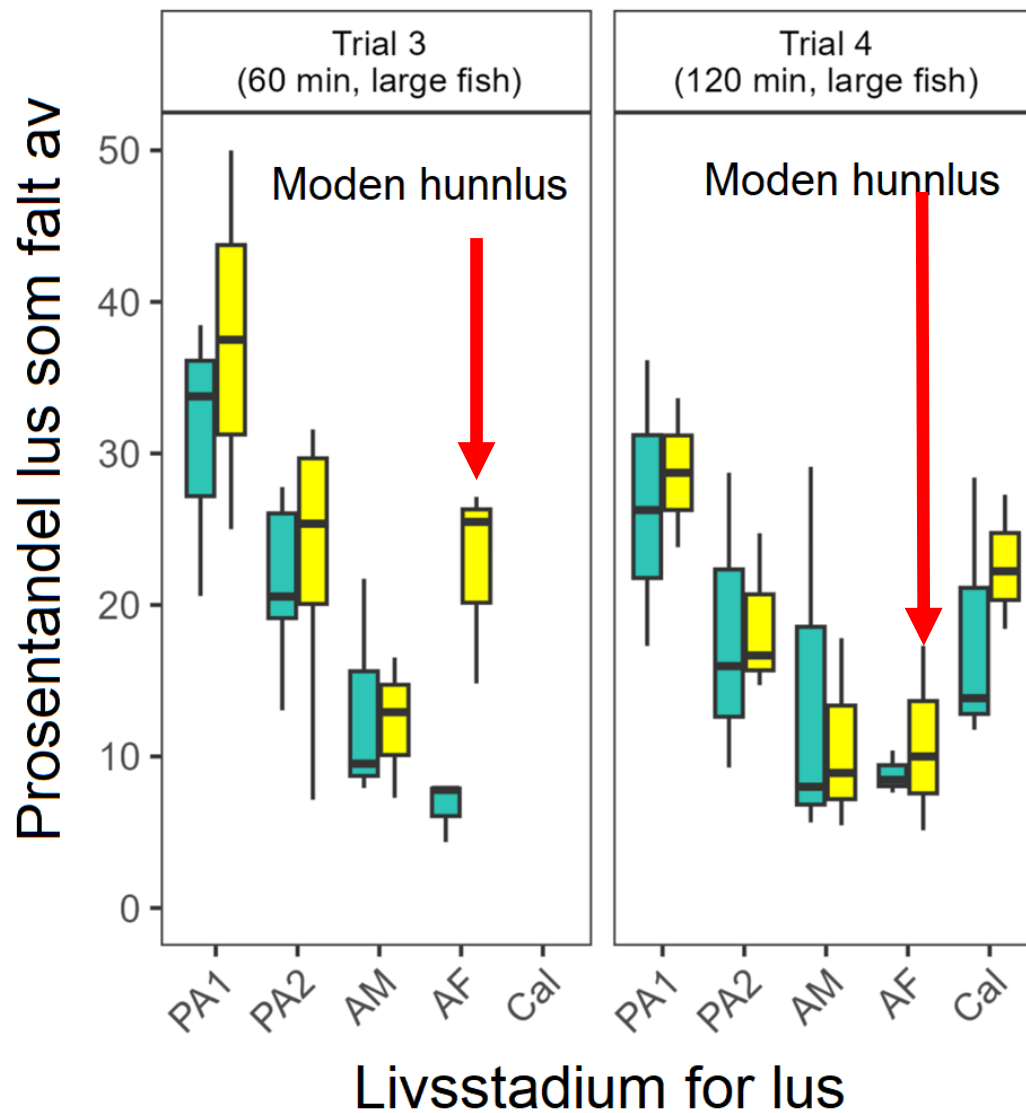 Trial 3
(60 min, large fish)
Trial 4
(120 min, large fish)
Prosentandel lus som falt av
50
40
30
20
10
0
Moden hunnlus
Moden hunnlus
PA1
PA2
AM
AF
Cal
PA1
PA2
AM
AF
Cal
Livsstadium for lus